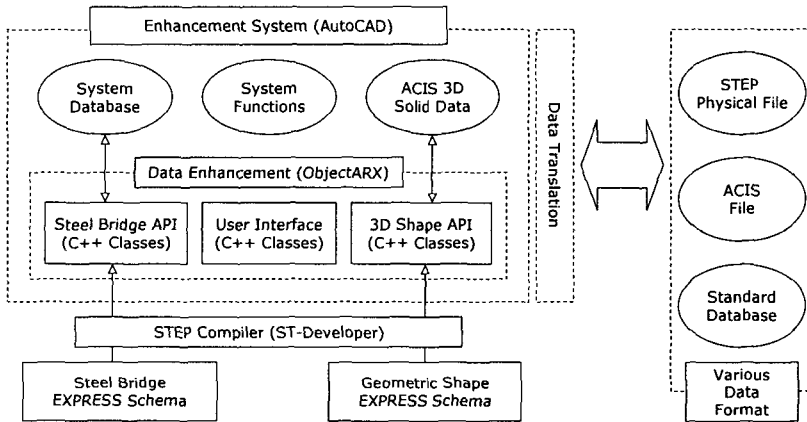 Enhancement System (AutoCAD)
System
Database
System
Functions
ACIS 3D
Solid Data
Data Enhancement (ObjectARX)
Steel Bridge API
(C++ Classes)
User Interface
(C++ Classes)
3D Shape API
(C++ Classes)
STEP Compiler (ST-Developer)
Steel Bridge
EXPRESS Schema
Geometric Shape
EXPRESS Schema
Data Translation
STEP
Physical File
ACIS
File
Standard
Database
Various
Data
Format